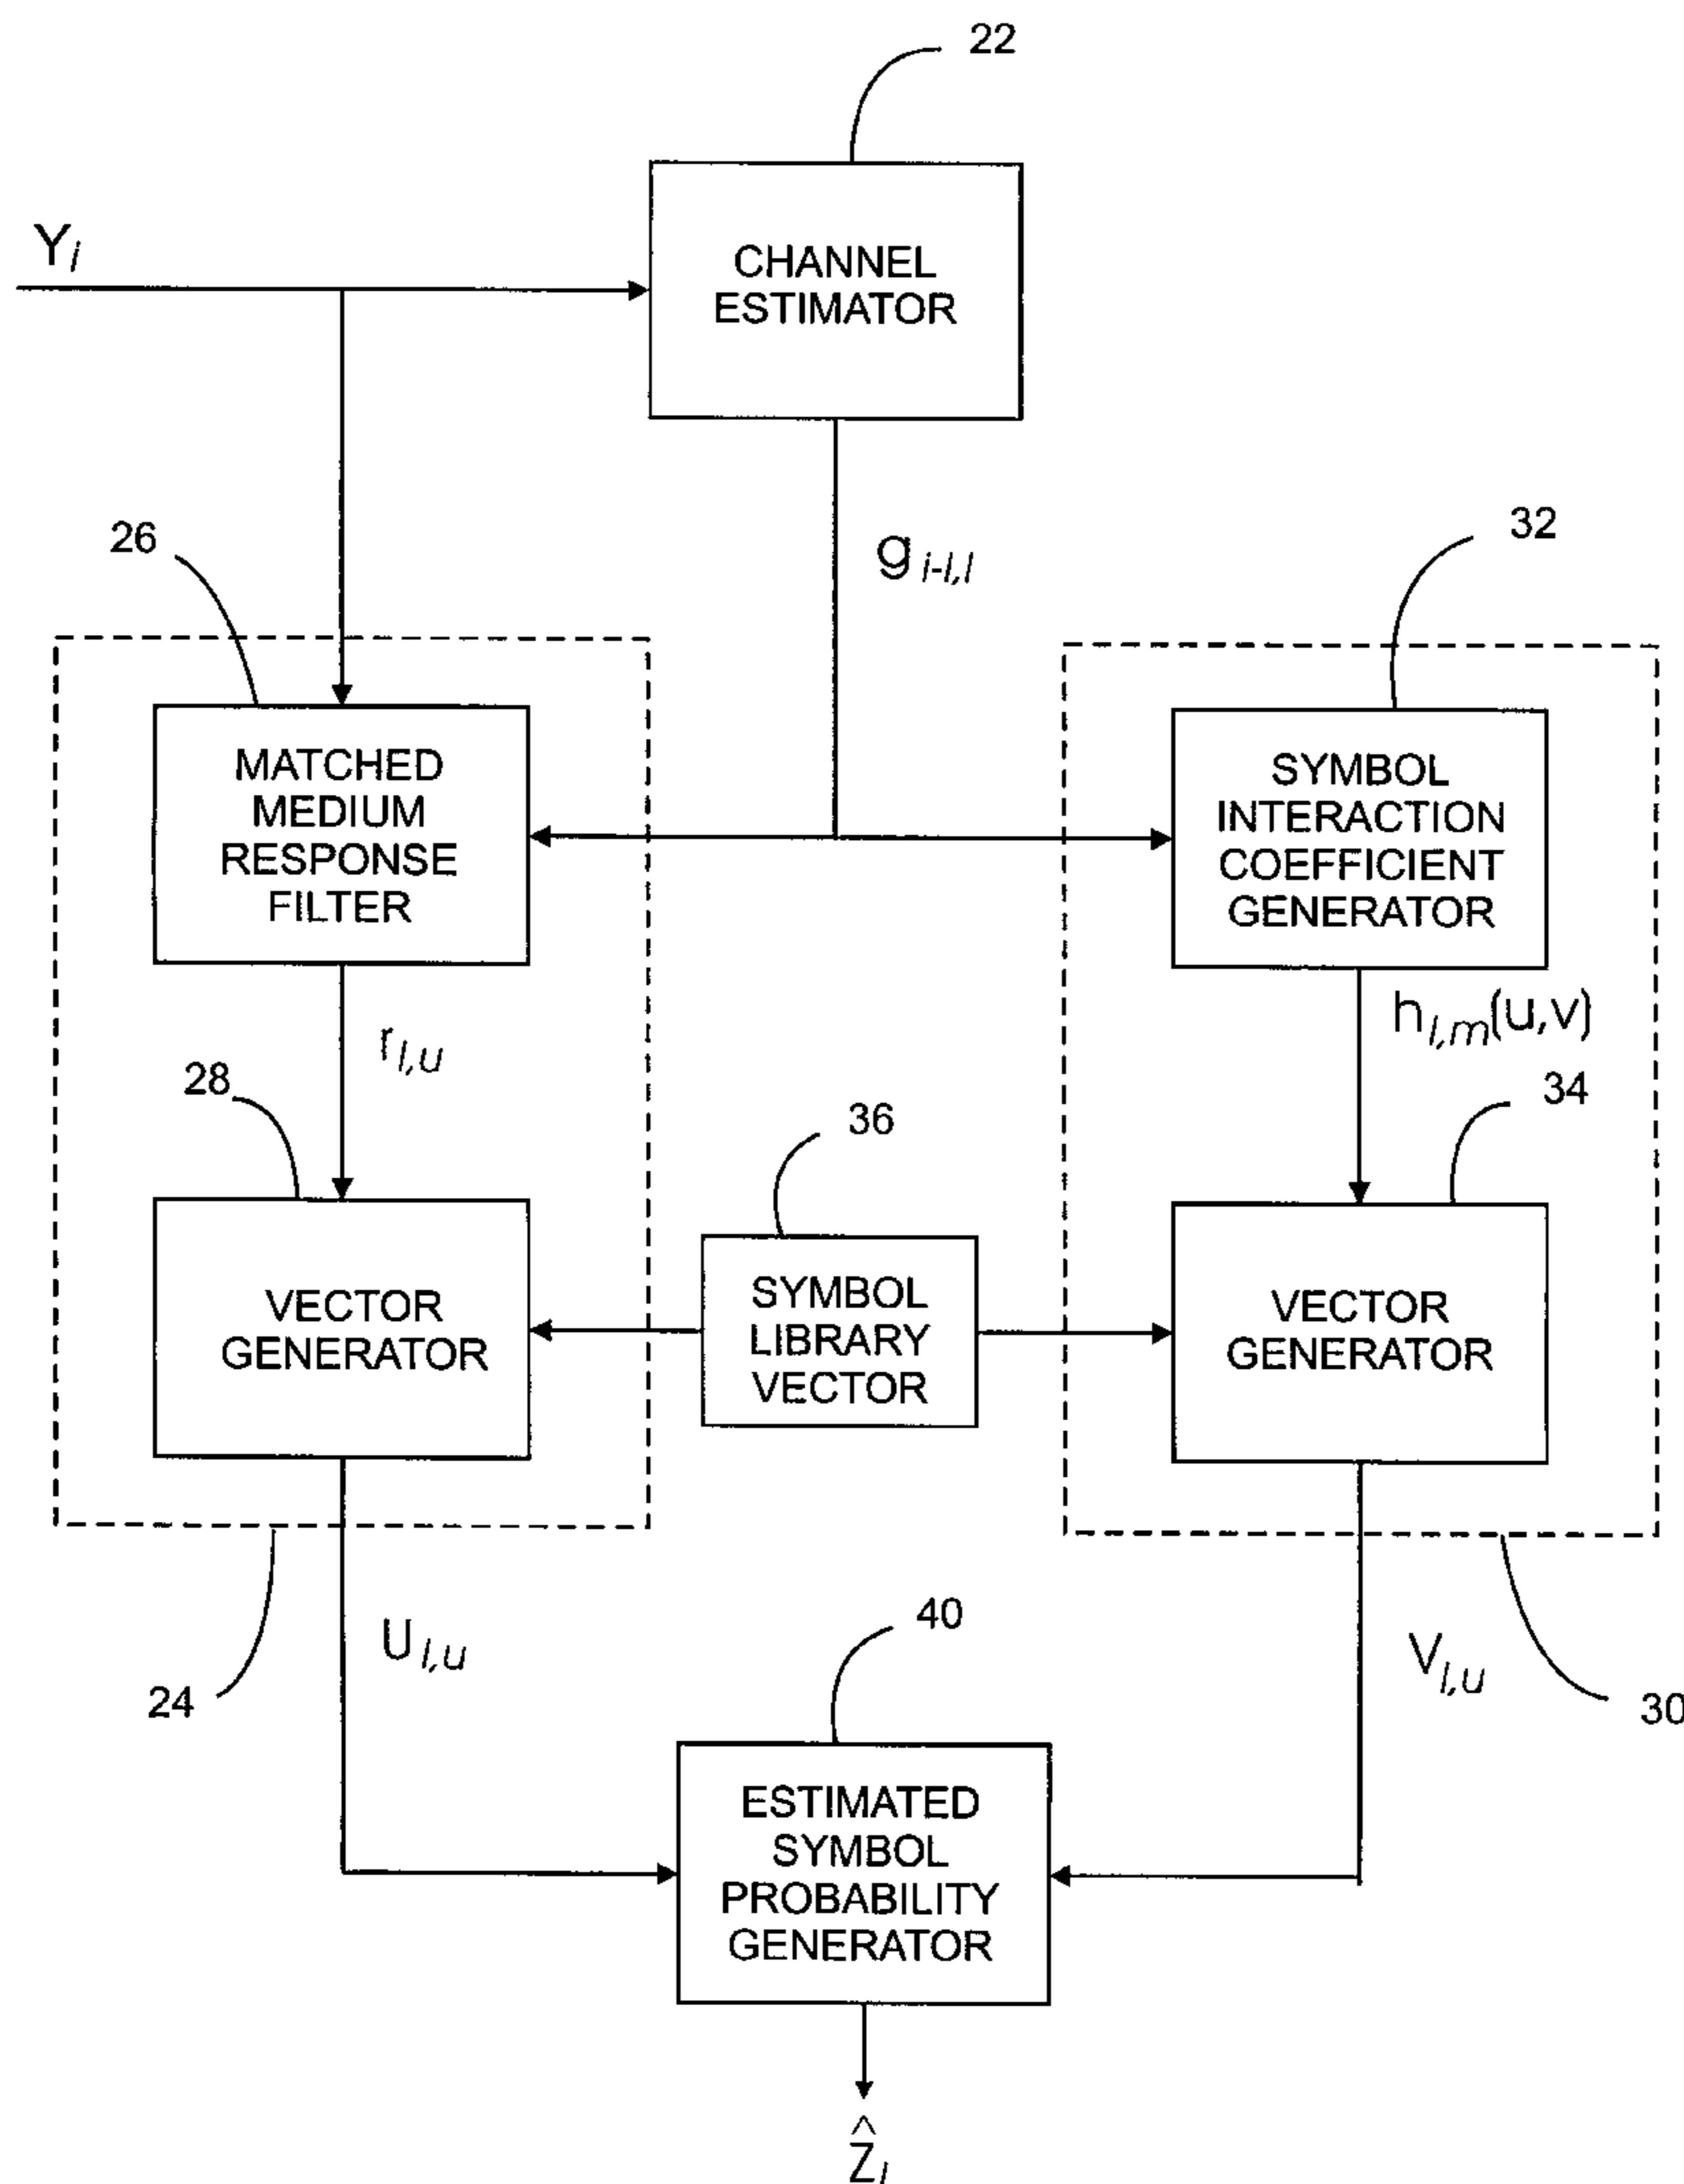 22
Y_i
CHANNEL
ESTIMATOR
26
g_{i-l,l}
32
MATCHED
MEDIUM
RESPONSE
FILTER
SYMBOL
INTERACTION
COEFFICIENT
GENERATOR
r_{l,u}
h_{l,m}(u,v)
28
36
34
VECTOR
GENERATOR
SYMBOL
LIBRARY
VECTOR
VECTOR
GENERATOR
24
U_{l,u}
40
V_{l,u}
30
ESTIMATED
SYMBOL
PROBABILITY
GENERATOR
Ẑ_l